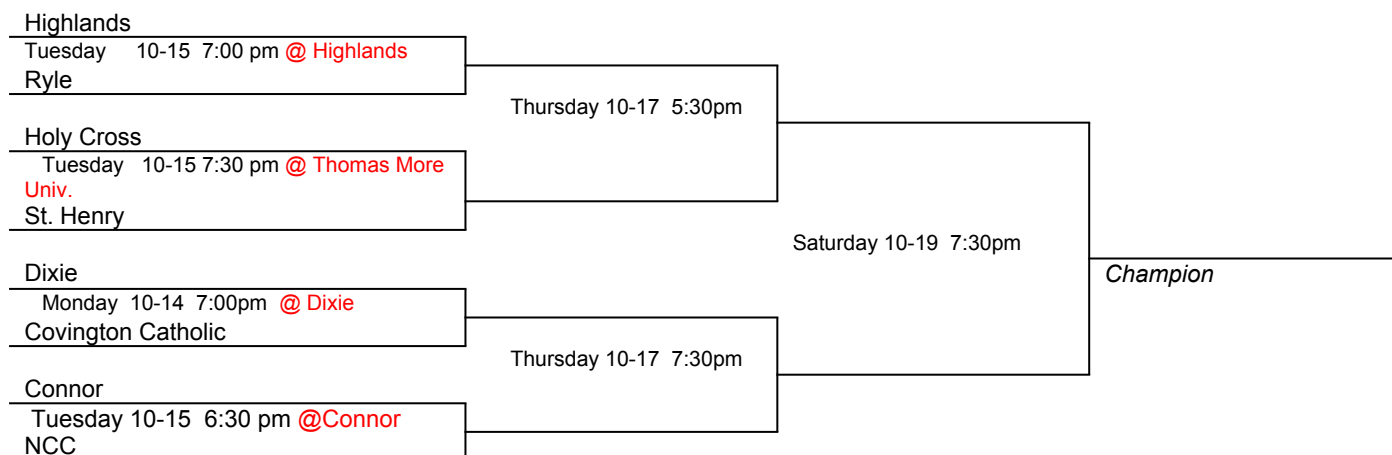 Highlands
Tuesday 10-15 7:00 pm @ Highlands
Ryle
Thursday 10-17 5:30pm
Holy Cross
Tuesday 10-15 7:30 pm @ Thomas More
Univ.
St. Henry
Saturday 10-19 7:30pm
Dixie
Champion
Monday 10-14 7:00pm @ Dixie
Covington Catholic
Thursday 10-17 7:30pm
Connor
Tuesday 10-15 6:30 pm @Connor
NCC